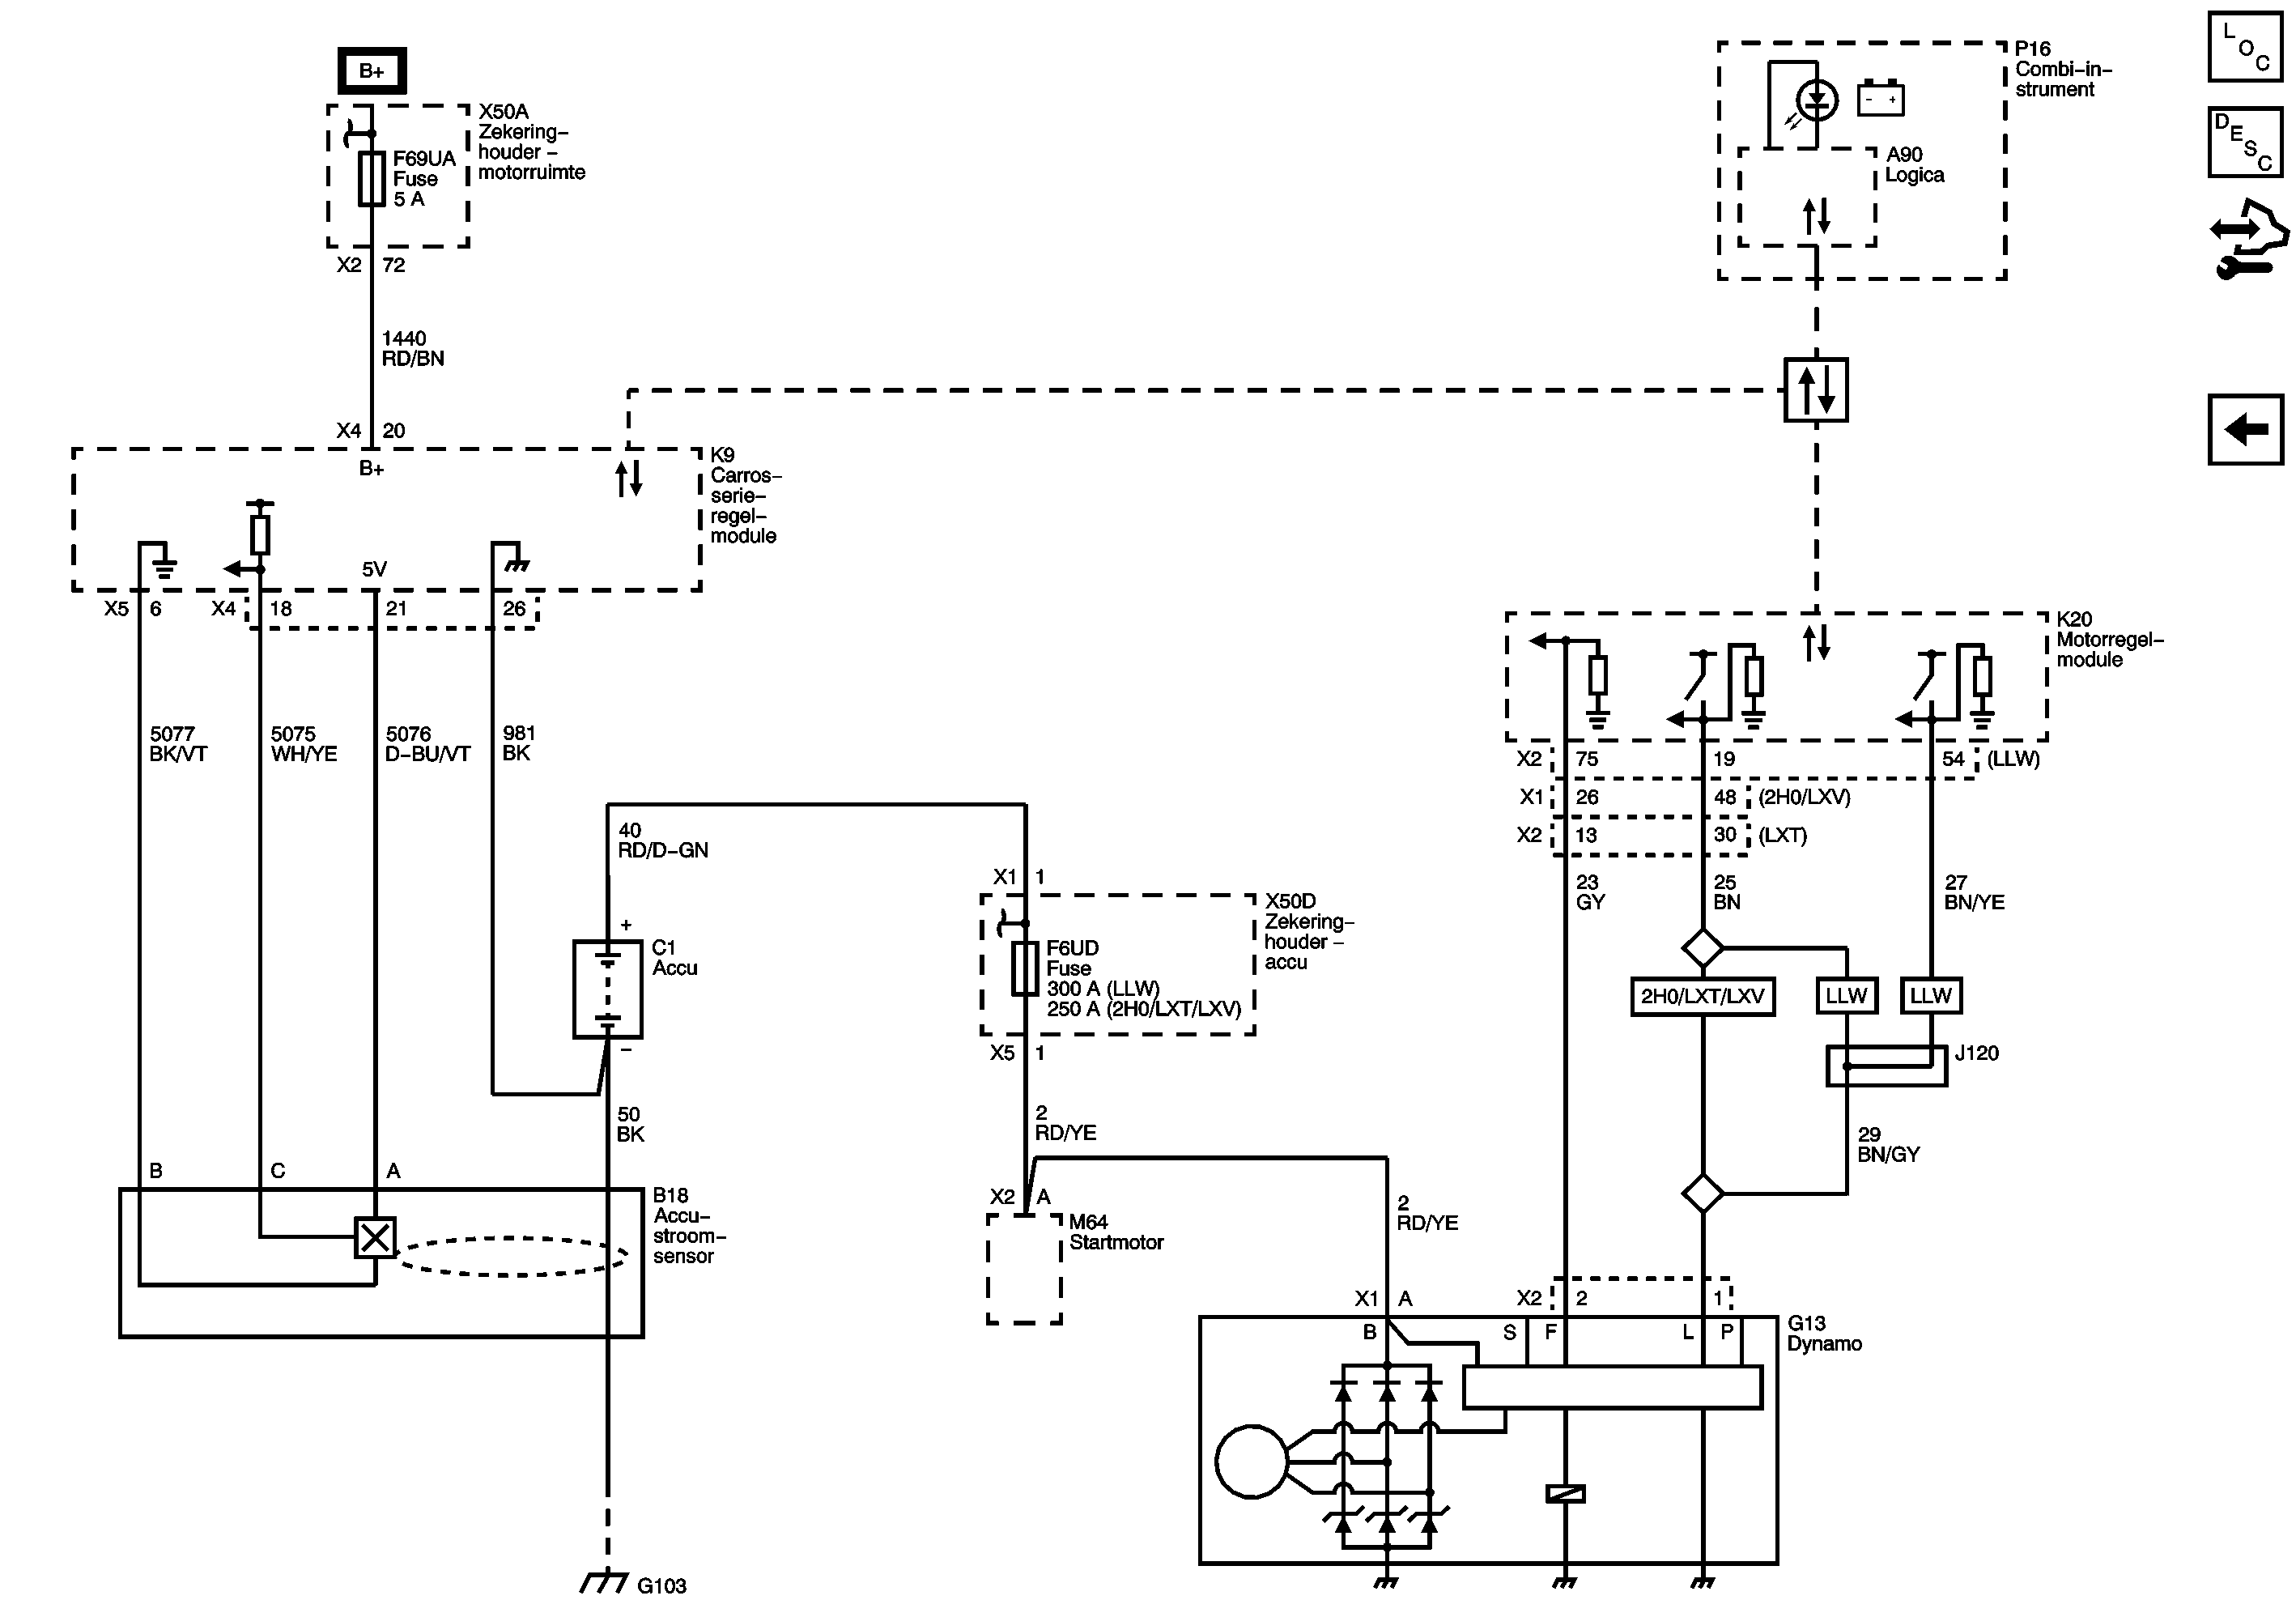 B+
X50A
Zekering–
houder –
motorruimte
F69UA
Fuse
5 A
X2 72
1440
RD/BN
X4 20
B+
K9
Carros–
serie–
regel–
module
5V
X5 6 X4 18 21 26
5077
BK/VT
5075
WH/YE
5076
D–BU/VT
981
BK
40
RD/D–GN
+
C1
Accu
–
50
BK
B C A
B18
Accu–
stroom–
sensor
G103
X1 1
X50D
Zekering–
houder –
accu
F6UD
Fuse
300 A (LLW)
250 A (2H0/LXT/LXV)
X5 1
2
RD/YE
X2 A
M64
Startmotor
2
RD/YE
P16
Combi–in–
strument
- +
A90
Logica
K20
Motorregel–
module
X2 75 19 54 (LLW)
X1 26 48 (2H0/LXV)
X2 13 30 (LXT)
23
GY
25
BN
27
BN/YE
2H0/LXT/LXV LLW LLW
J120
29
BN/GY
X1 A X2 2 1
B S F L P
G13
Dynamo
L
O
C
D
E
S
C